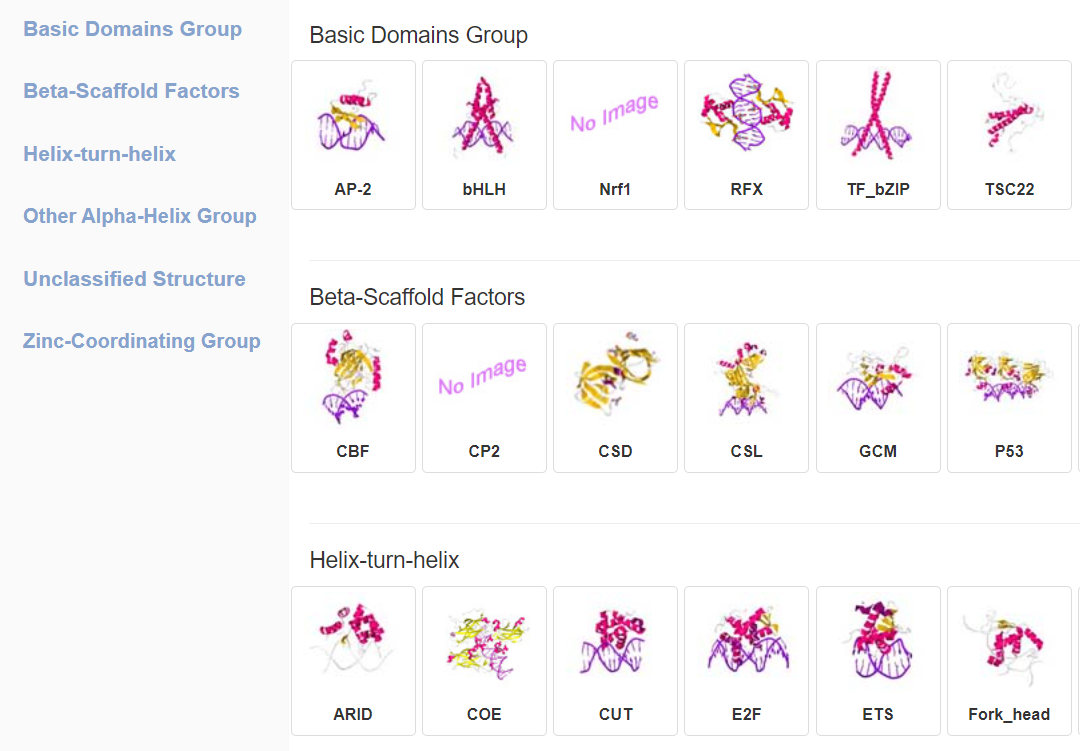 Basic Domains Group
Beta-Scaffold Factors
Helix-turn-helix
Other Alpha-Helix Group
Unclassified Structure
Zinc-Coordinating Group
Basic Domains Group
No Image
AP-2 bHLH Nrf1 RFX TF_bZIP TSC22
Beta-Scaffold Factors
No Image
CBF CP2 CSD CSL GCM P53
Helix-turn-helix
ARID COE CUT E2F ETS Fork_head